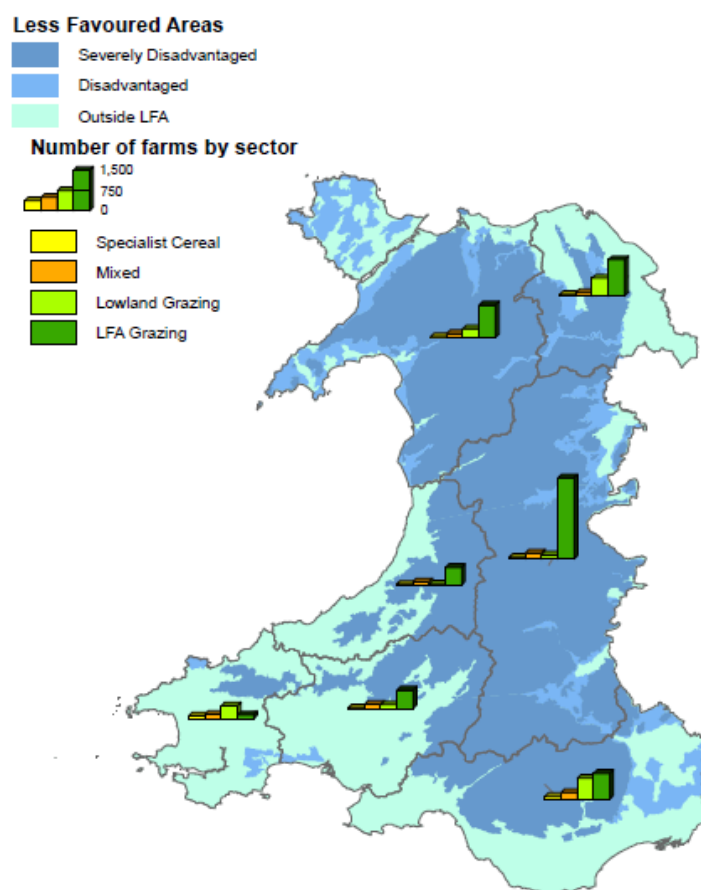 Less Favoured Areas
Severely Disadvantaged
Disadvantaged
Outside LFA
Number of farms by sector
1,500
750
0
Specialist Cereal
Mixed
Lowland Grazing
LFA Grazing